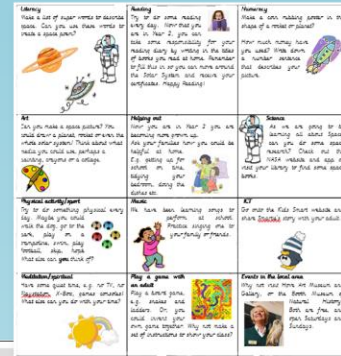 Literacy
Make a list of super words to describe
space. Can you use these words to
create a space poem?
Reading
Try to do some reading
every day. Now that you
are in Year 2, you can
take some responsibility for your
reading diary by writing in the titles
of books you read at home. Remember
to fill this in so you can move around
the Solar System and receive your
certificates. Happy Reading!
Numeracy
Make a coin rubbing poster in the
shape of a rocket or planet?
How much money have
you used? Write down
a number sentence
that describes your
picture.
Art
Can you make a space picture? You
could draw a planet, rocket or even the
whole solar system! Think about what
media you could use, perhaps a
painting, crayons or a collage.
Helping out
Now you are in Year 2 you are
becoming more grown up.
Ask your families how you could be
helpful at home.
E.g. getting up for
school on
time,
tidying your
bedroom, doing the
dishes etc.
Science
As we are going to
learning all about Space
can you do some space
research? Check out the
NASA website and app or
visit your library to find some space
books.
Physical activity/sport
Try to do something physical every
day. Maybe you could
walk the dog, go to the
park, play on a
trampoline, swim, play
football, skip, hops
What else can you think of?
Music
We have been learning songs to
perform at school.
Practise singing one to
your family or friends.
ICT
Go onto the Kids Smart website and
share Smartie's story with your adult.
Meditation/spiritual
Have some quiet time, e.g. no TV, no
Playstation, X-Box, games consoles!
What else can you do with your time?
Play a game with
an adult!
Play a board game,
e.g. snakes and
ladders. Or, you
could invent your
own game together. Why not make a
set of instructions to show your class?
Events in the local area
Why not visit Hove Art Museum and
Gallery, or the Booth Museum of
Natural History.
Both are free, and
open Saturdays and
Sundays.